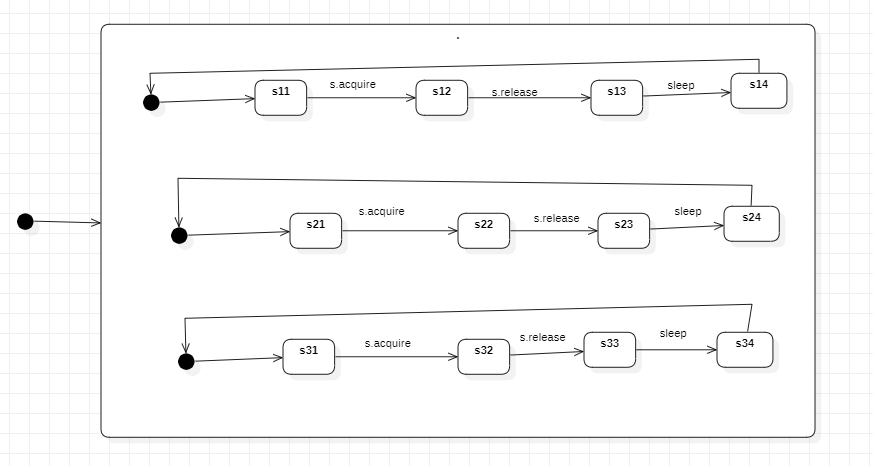 .
s11
s.acquire
s12
s.release
s13
sleep
s14
s21
s.acquire
s22
s.release
s23
sleep
s24
s31
s.acquire
s32
s.release
s33
sleep
s34